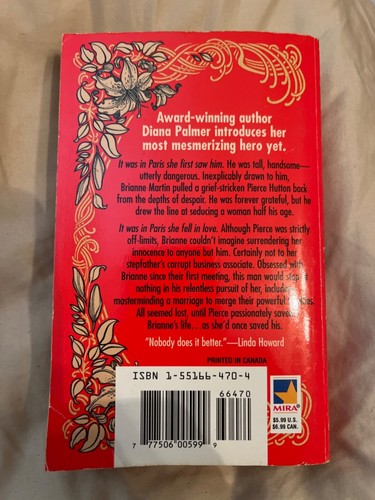 Award-winning author
Diana Palmer introduces her
most mesmerizing hero yet.
It was in Paris she first saw him. He was tall, handsome—
utterly dangerous. Inexplicably drawn to him,
Brianne Martin pulled a grief-stricken Pierce Hutton back
from the depths of despair. He was forever grateful, but he
drew the line at seducing a woman half his age.
It was in Paris she fell in love. Although Pierce was strictly
off-limits, Brianne couldn't imagine surrendering her
innocence to anyone but him. Certainly not to her
stepfather's corrupt business associate. Obsessed with
Brianne since their first meeting, this man would stop at
nothing in his relentless pursuit of her, including
masterminding a marriage to merge their powerful
All seemed lost, until Pierce passionately saved
Brianne's life... as she'd once saved his.
"Nobody does it better."—Linda Howard
PRINTED IN CANADA
ISBN 1-55166-470-4
66470
7 77506 00599 9
MIRA®
$5.99 U.S.
$6.99 CAN.